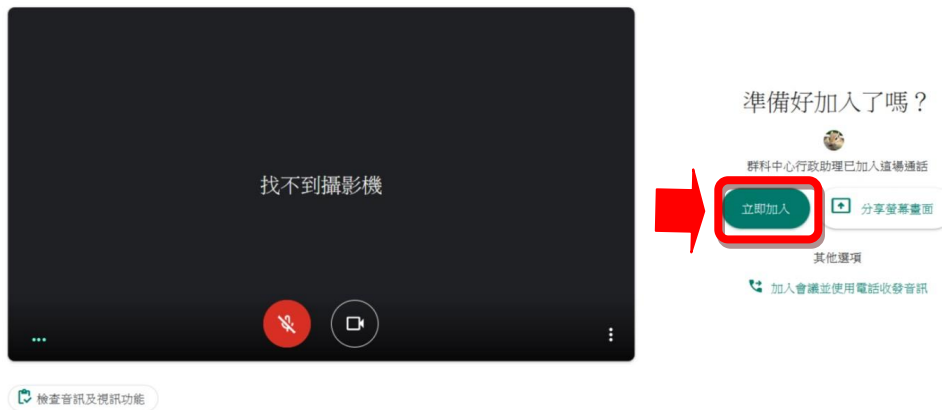 找不到攝影機
檢查音訊及視訊功能
準備好加入了嗎？
群科中心行政助理已加入這場通話
立即加入
分享螢幕畫面
其他選項
加入會議並使用電話收發音訊